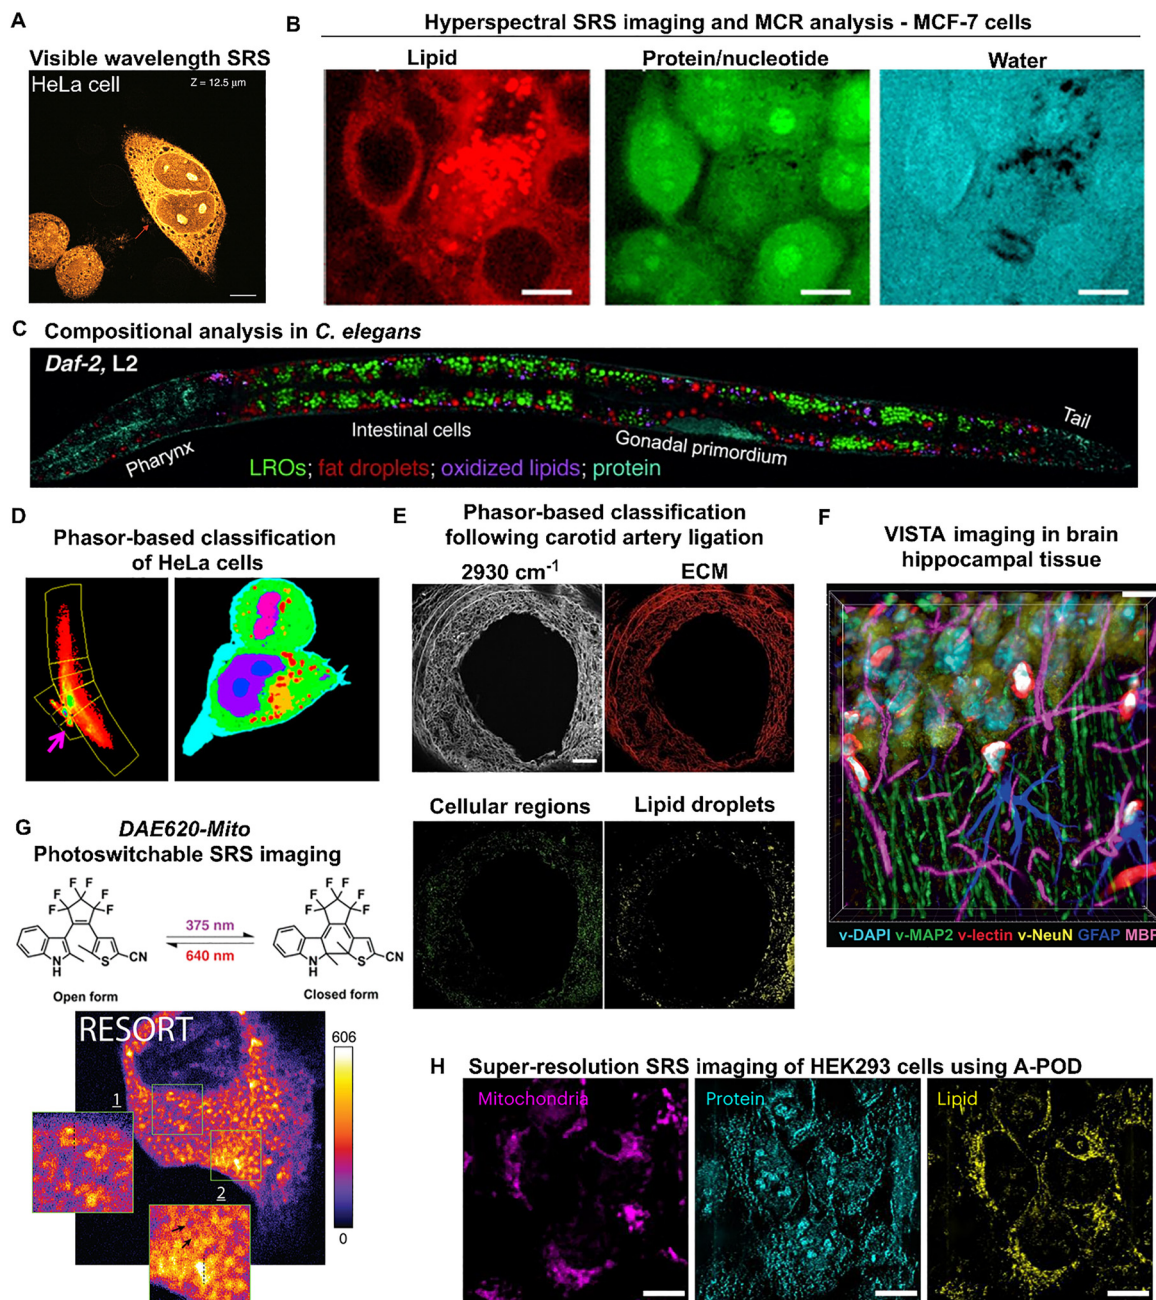 A
Visible wavelength SRS
HeLa cell
Z = 12.5 μm
B
Hyperspectral SRS imaging and MCR analysis - MCF-7 cells
Lipid
Protein/nucleotide
Water
C
Compositional analysis in C. elegans
Daf-2, L2
Pharynx
Intestinal cells
Gonadal primordium
Tail
LROs; fat droplets; oxidized lipids; protein
D
Phasor-based classification
of HeLa cells
E
Phasor-based classification
following carotid artery ligation
2930 cm-1
ECM
Cellular regions
Lipid droplets
F
VISTA imaging in brain
hippocampal tissue
v-DAPI v-MAP2 v-lectin v-NeuN GFAP MBP
G
DAE620-Mito
Photoswitchable SRS imaging
F F F F F F
375 nm
640 nm
N
H
S
CN
Open form
F F F F F F
N
H
S
CN
Closed form
RESORT
606
0
1
2
H
Super-resolution SRS imaging of HEK293 cells using A-POD
Mitochondria
Protein
Lipid